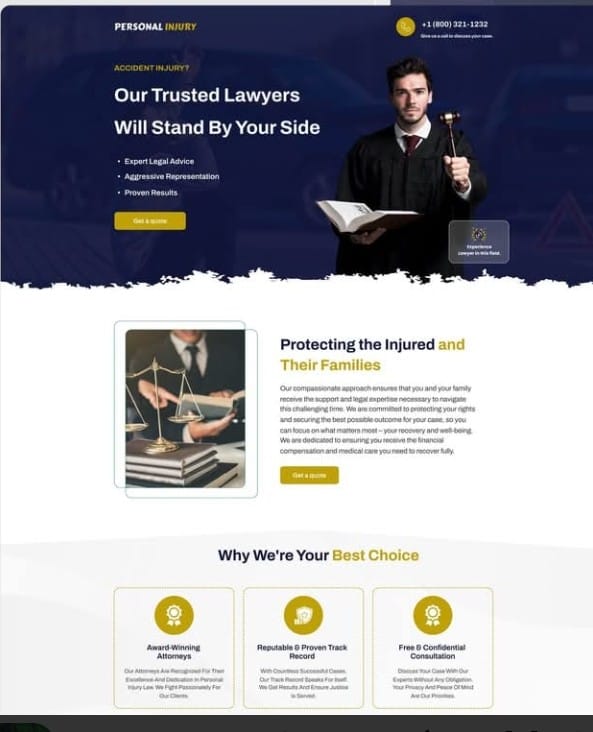 PERSONAL INJURY
+1 (800) 321-1232
Give us a call to discuss your case.
ACCIDENT INJURY?
Our Trusted Lawyers
Will Stand By Your Side
• Expert Legal Advice
• Aggressive Representation
• Proven Results
Get a quote
Experience
Lawyer in this field.
Protecting the Injured and
Their Families
Our compassionate approach ensures that you and your family
receive the support and legal expertise necessary to navigate
this challenging time. We are committed to protecting your rights
and securing the best possible outcome for your case, so you
can focus on what matters most – your recovery and well-being.
We are dedicated to ensuring you receive the financial
compensation and medical care you need to recover fully.
Get a quote
Why We're Your Best Choice
Award-Winning
Attorneys
Our Attorneys Are Recognized For Their
Excellence And Dedication In Personal
Injury Law. We Fight Passionately For
Our Clients.
Reputable & Proven Track
Record
With Countless Successful Cases,
Our Track Record Speaks For Itself.
We Get Results And Ensure Justice
Is Served.
Free & Confidential
Consultation
Discuss Your Case With Our
Experts Without Any Obligation.
Your Privacy And Peace Of Mind
Are Our Priorities.